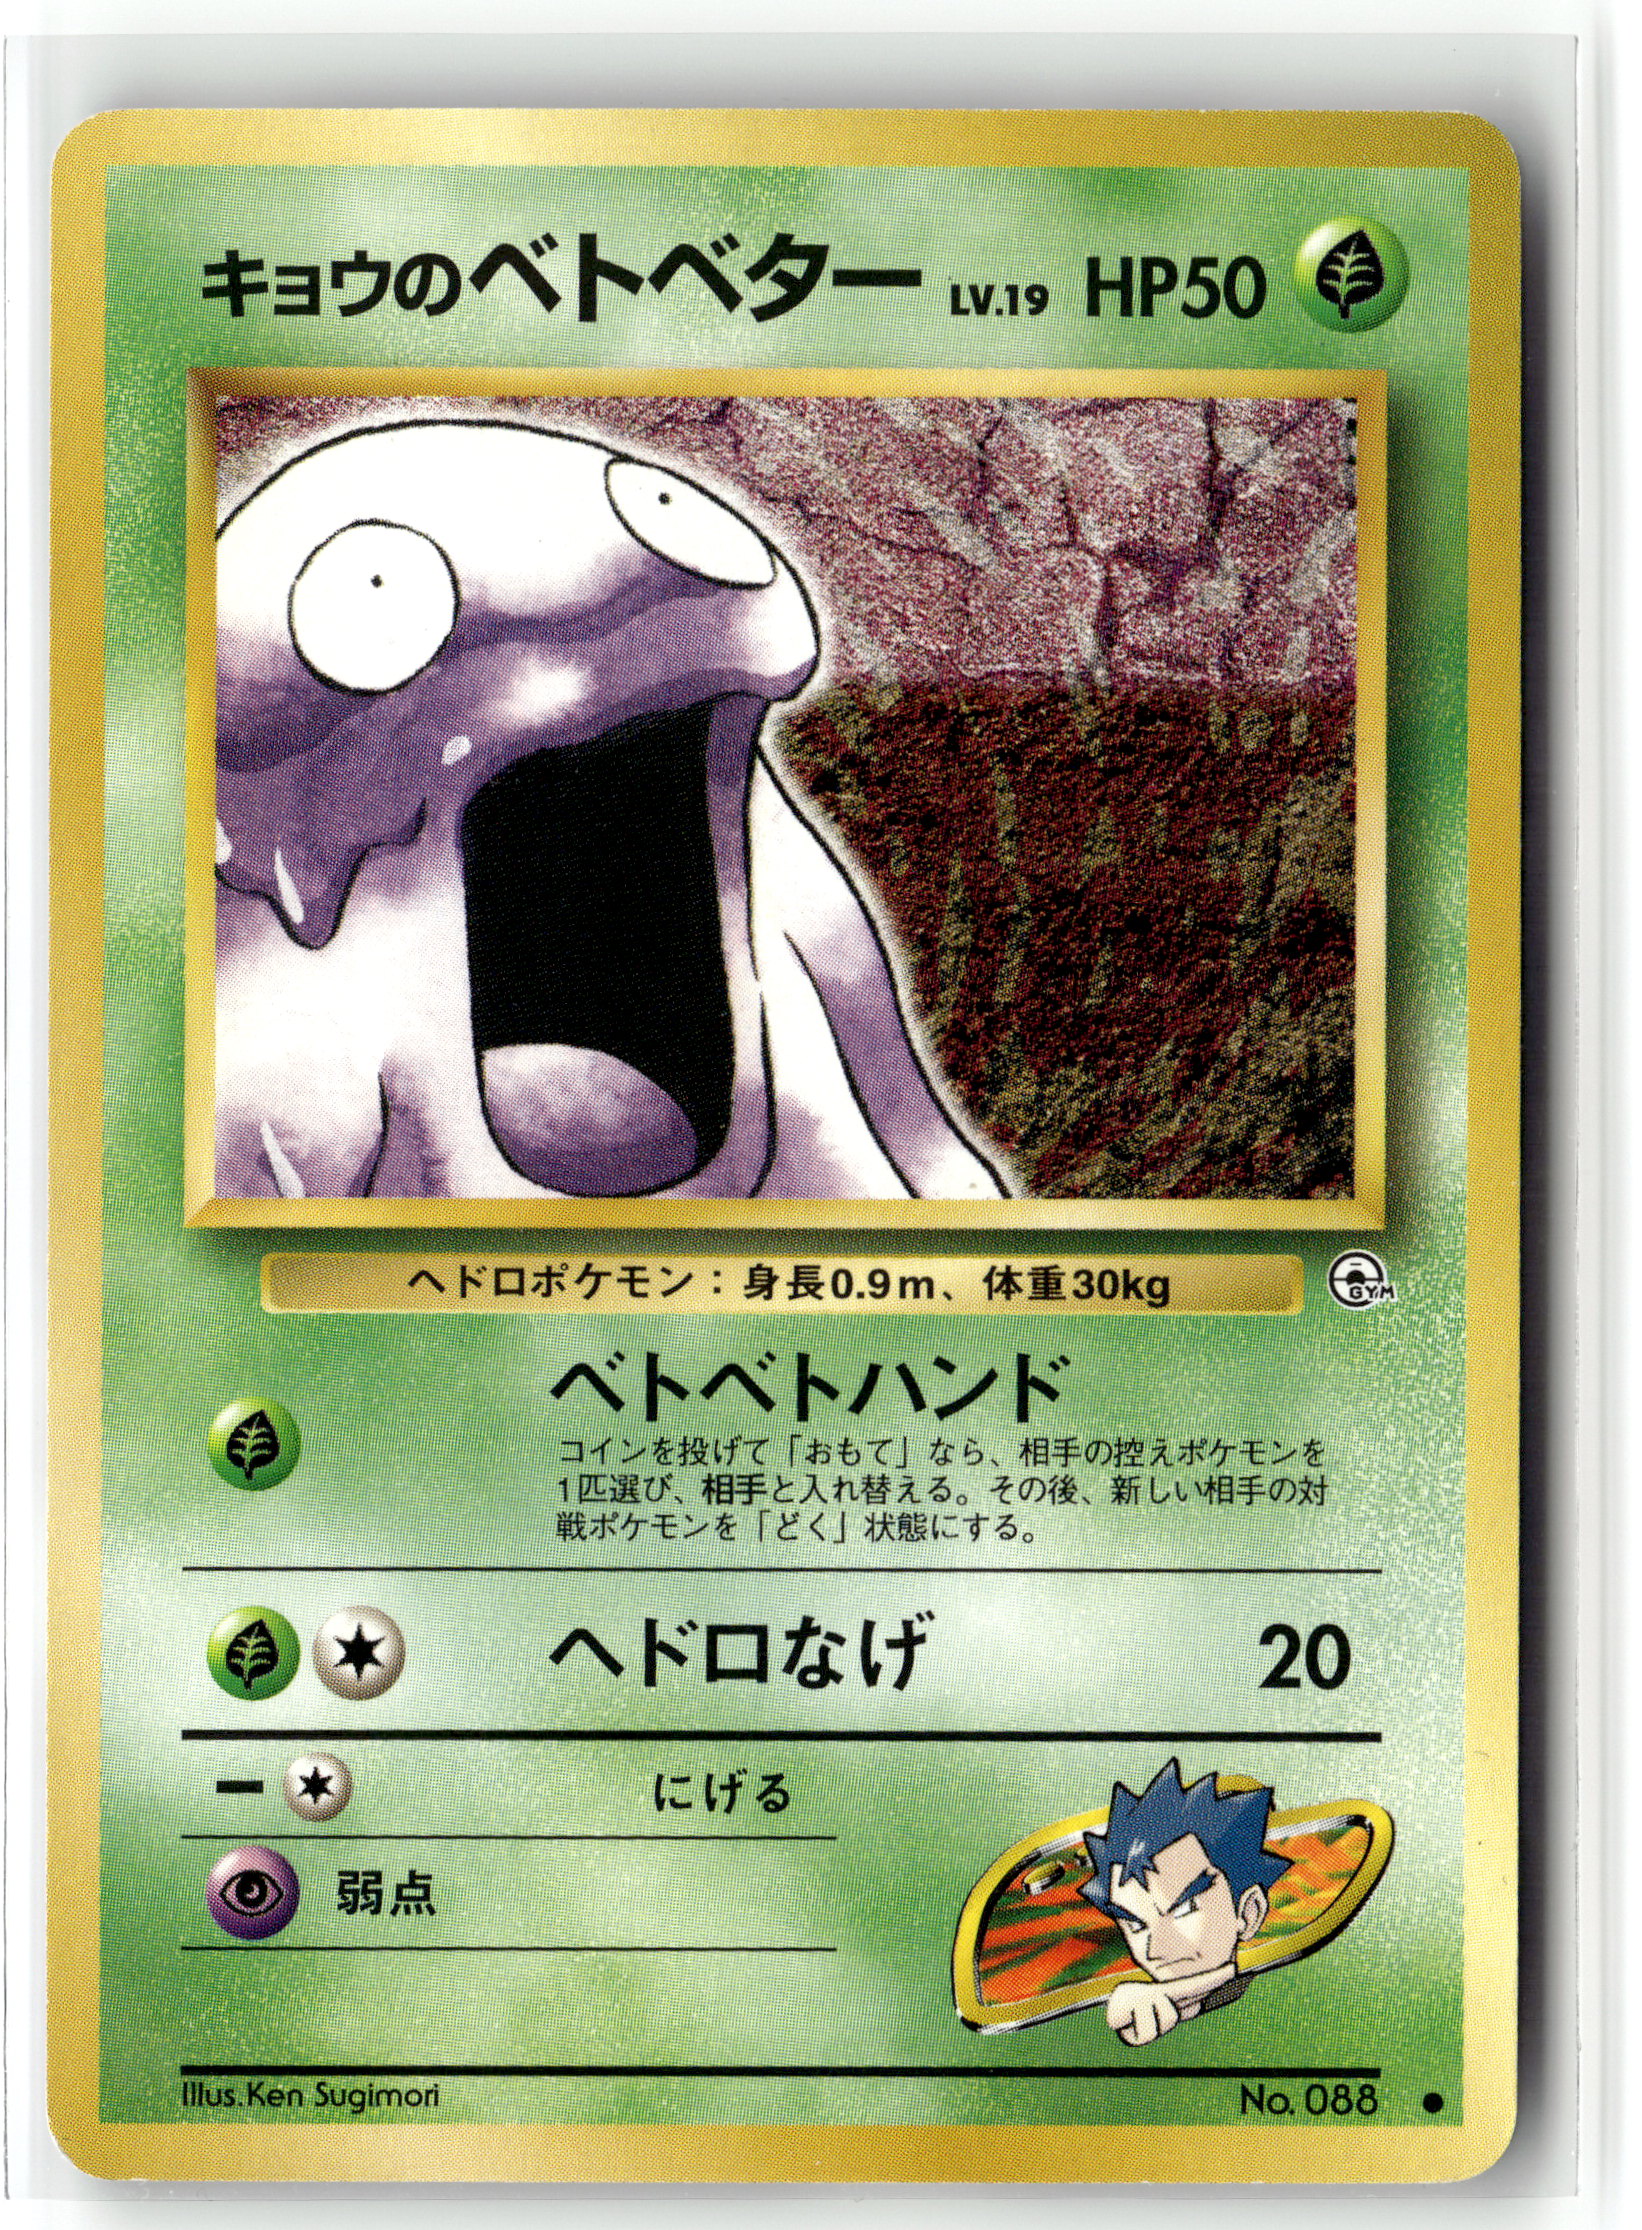 キョウのベトベター LV.19 HP50
ヘドロポケモン：身長0.9m、体重30kg
GYM
ベトベトハンド
コインを投げて「おもて」なら、相手の控えポケモンを
1匹選び、相手と入れ替える。その後、新しい相手の対
戦ポケモンを「どく」状態にする。
ヘドロなげ 20
にげる
弱点
Illus.Ken Sugimori No.088